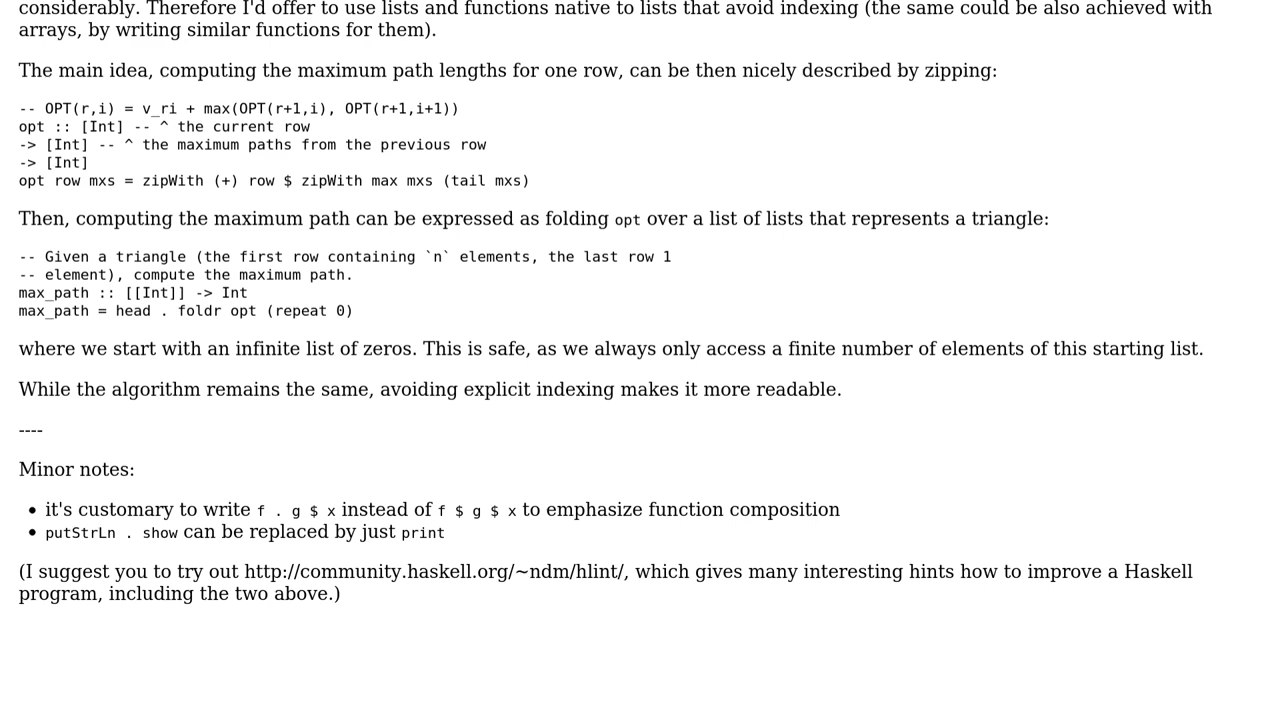 considerably. Therefore I'd offer to use lists and functions native to lists that avoid indexing (the same could be also achieved with
arrays, by writing similar functions for them).
The main idea, computing the maximum path lengths for one row, can be then nicely described by zipping:
-- OPT(r,i) = v_ri + max(OPT(r+1,i), OPT(r+1,i+1))
opt :: [Int] -- ^ the current row
-> [Int] -- ^ the maximum paths from the previous row
-> [Int]
opt row mxs = zipWith (+) row $ zipWith max mxs (tail mxs)
Then, computing the maximum path can be expressed as folding opt over a list of lists that represents a triangle:
-- Given a triangle (the first row containing `n` elements, the last row 1
-- element), compute the maximum path.
max_path :: [[Int]] -> Int
max_path = head . foldr opt (repeat 0)
where we start with an infinite list of zeros. This is safe, as we always only access a finite number of elements of this starting list.
While the algorithm remains the same, avoiding explicit indexing makes it more readable.
----
Minor notes:
• it's customary to write f . g $ x instead of f $ g $ x to emphasize function composition
• putStrLn . show can be replaced by just print
(I suggest you to try out http://community.haskell.org/~ndm/hlint/, which gives many interesting hints how to improve a Haskell
program, including the two above.)